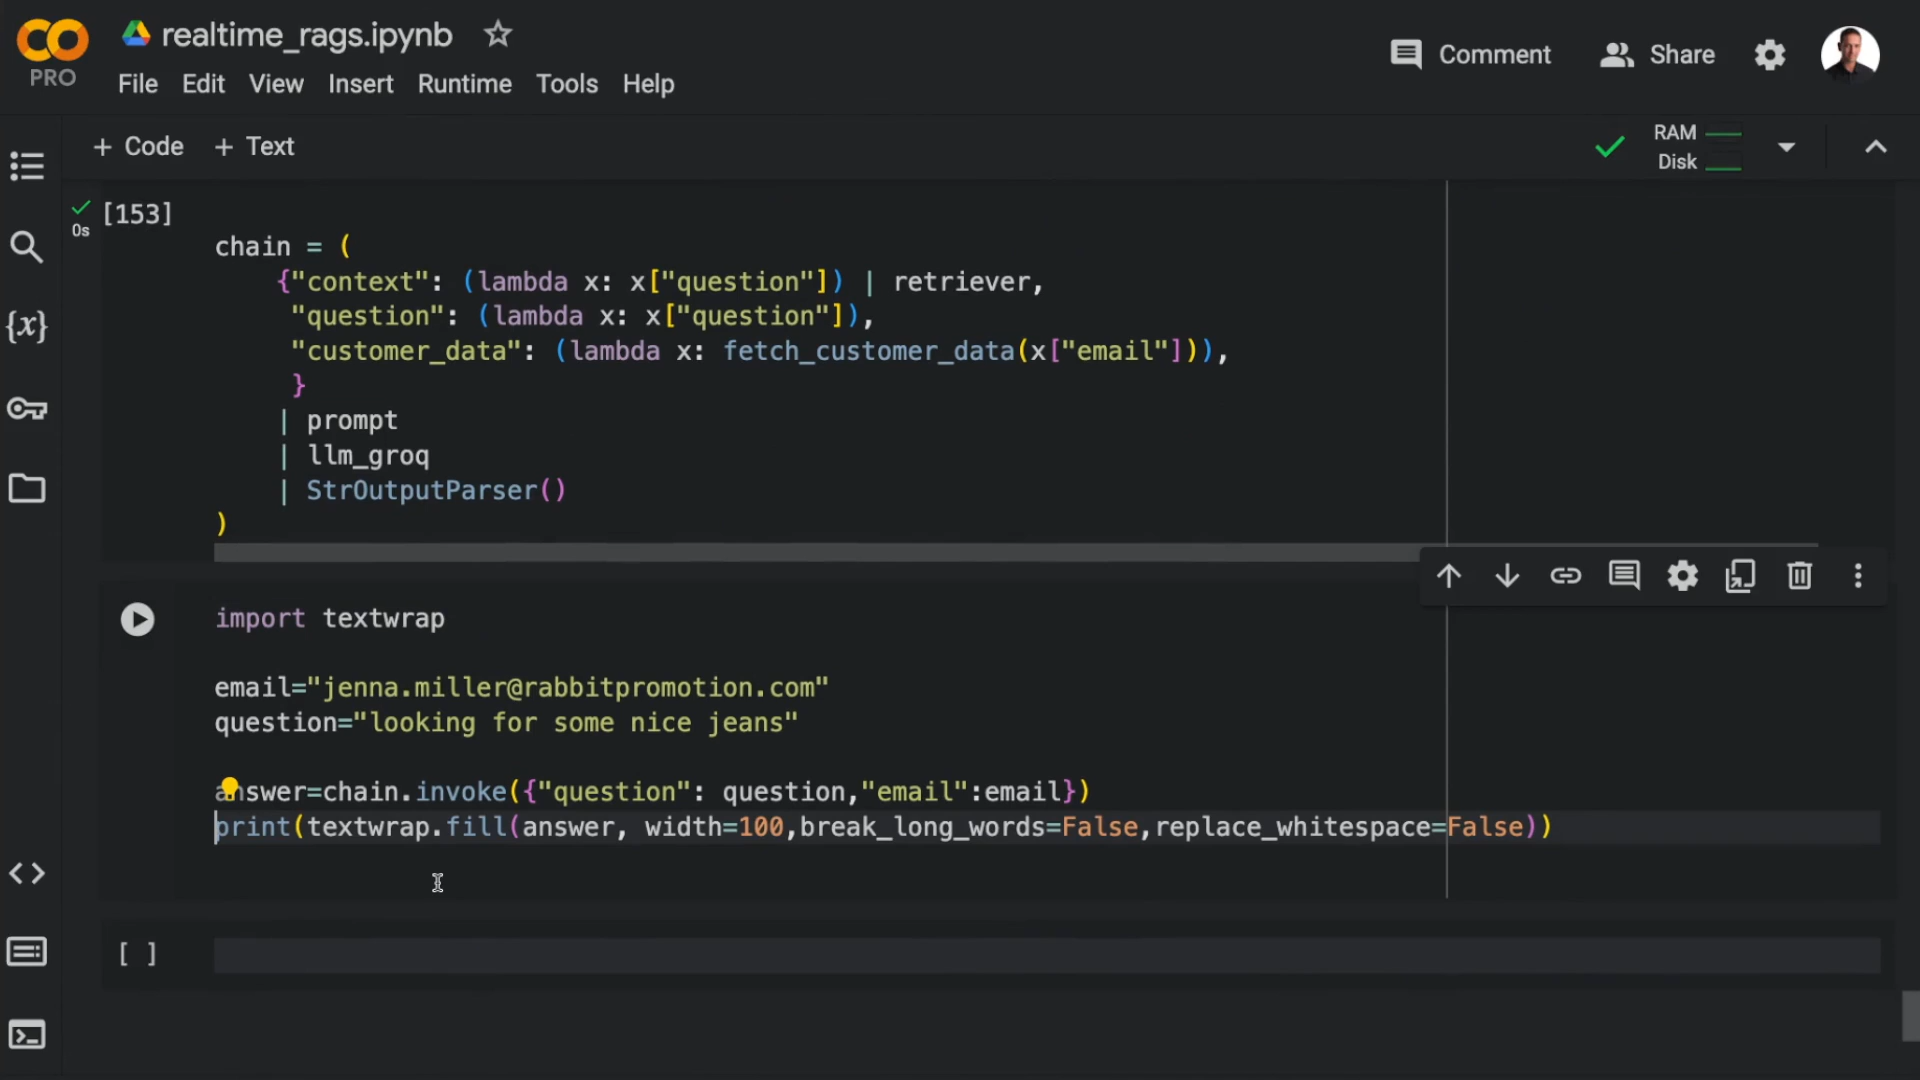 realtime_rags.ipynb
Comment
Share
PRO
File Edit View Insert Runtime Tools Help
+ Code + Text
RAM
Disk
[153]
0s
chain = (
{"context": (lambda x: x["question"]) | retriever,
"question": (lambda x: x["question"]),
"customer_data": (lambda x: fetch_customer_data(x["email"])),
}
| prompt
| llm_groq
| StrOutputParser()
)
{x}
import textwrap
email="jenna.miller@rabbitpromotion.com"
question="looking for some nice jeans"
answer=chain.invoke({"question": question,"email":email})
print(textwrap.fill(answer, width=100,break_long_words=False,replace_whitespace=False))
[ ]